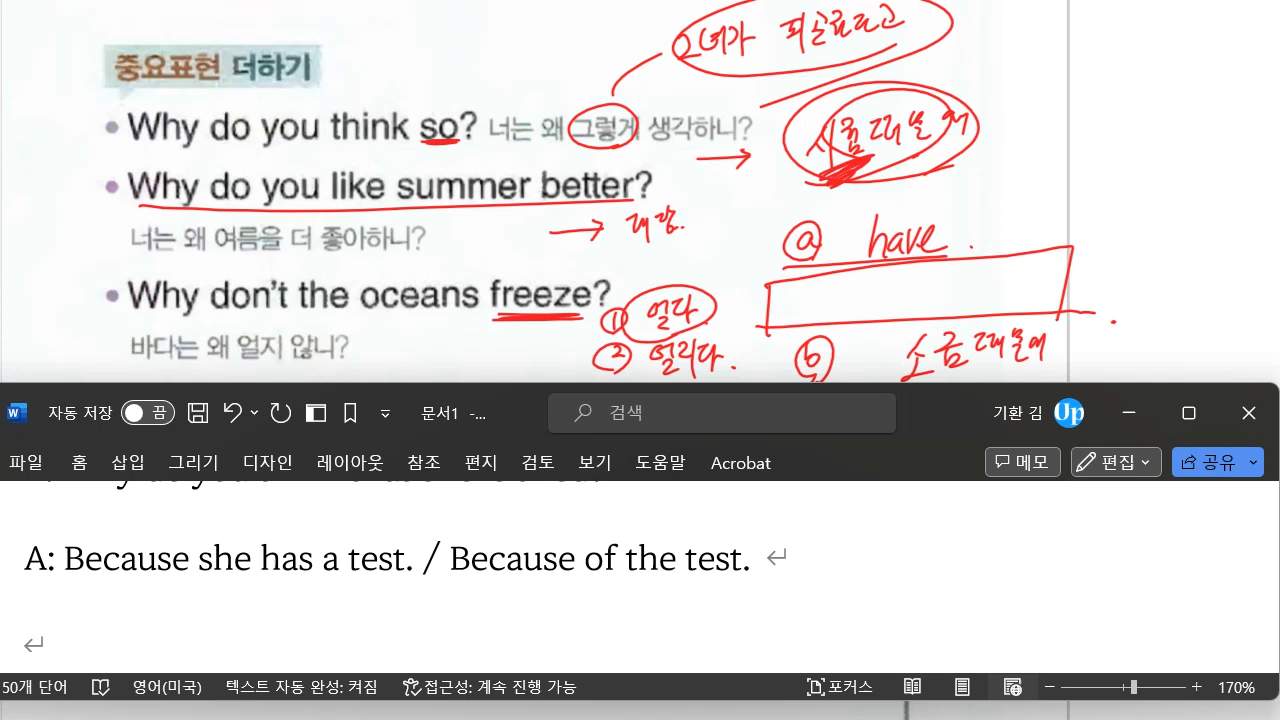 그녀가 피곤하다고
중요표현 더하기
• Why do you think so? 너는 왜 그렇게 생각하니?
시험 때문에
• Why do you like summer better?
→ 대답.
너는 왜 여름을 더 좋아하니?
ⓐ have.
• Why don't the oceans freeze?
① 얼다
바다는 왜 얼지 않니?
② 얼리다.
ⓑ 소금 때문에
자동 저장 끔 문서1 -... 검색 기환 김 Up
파일 홈 삽입 그리기 디자인 레이아웃 참조 편지 검토 보기 도움말 Acrobat 메모 편집 공유
A: Because she has a test. / Because of the test.
50개 단어 영어(미국) 텍스트 자동 완성: 켜짐 접근성: 계속 진행 가능 포커스 170%